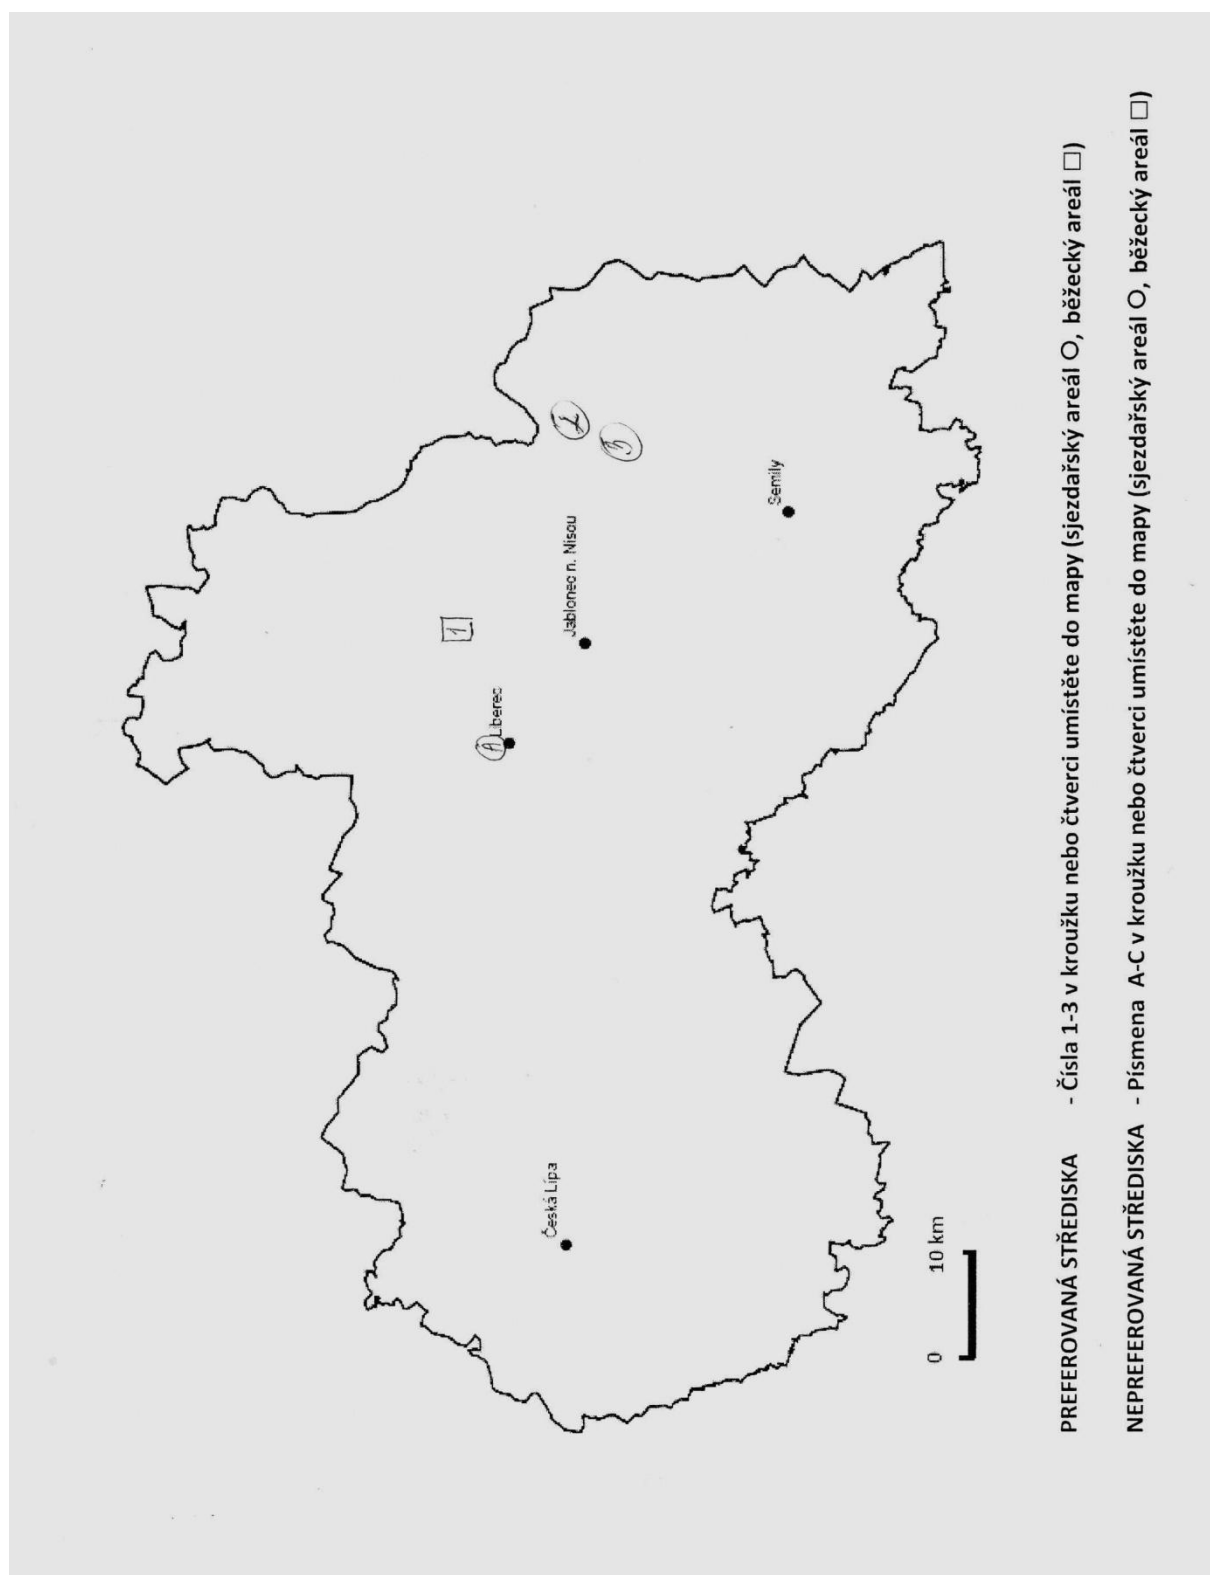 1
A
Liberec
Česká Lípa
Jablonec n. Nisou
2
3
Semily
0 10 km
PREFEROVANÁ STŘEDISKA - Čísla 1-3 v kroužku nebo čtverci umístěte do mapy (sjezdařský areál O, běžecký areál □)
NEPREFEROVANÁ STŘEDISKA - Písmena A-C v kroužku nebo čtverci umístěte do mapy (sjezdařský areál O, běžecký areál □)